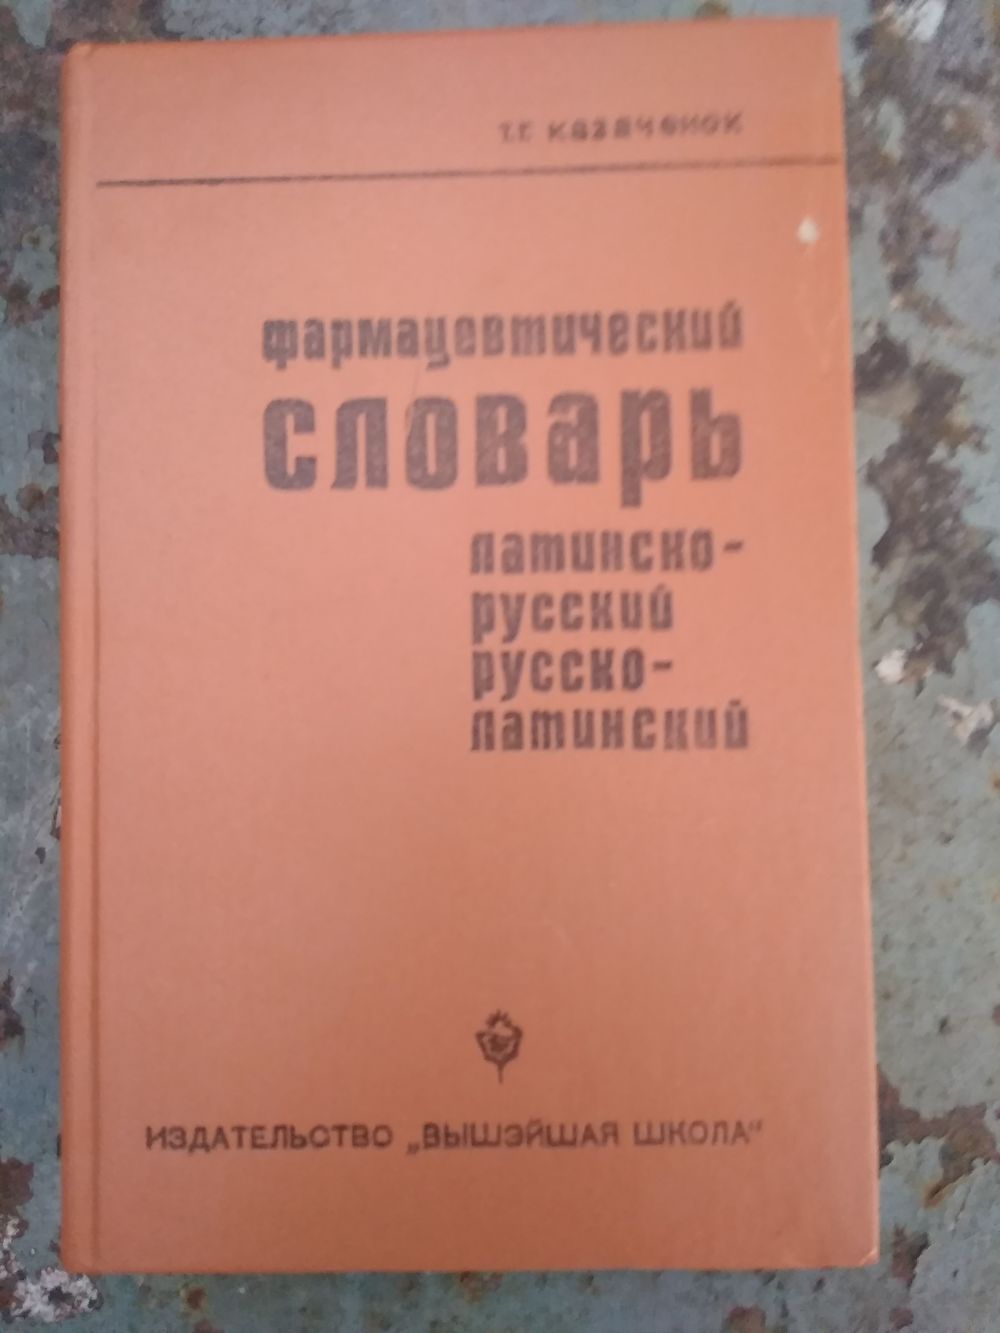 Т.Г. Казаченок
фармацевтический
словарь
латинско-
русский
русско-
латинский
ИЗДАТЕЛЬСТВО „ВЫШЭЙШАЯ ШКОЛА“